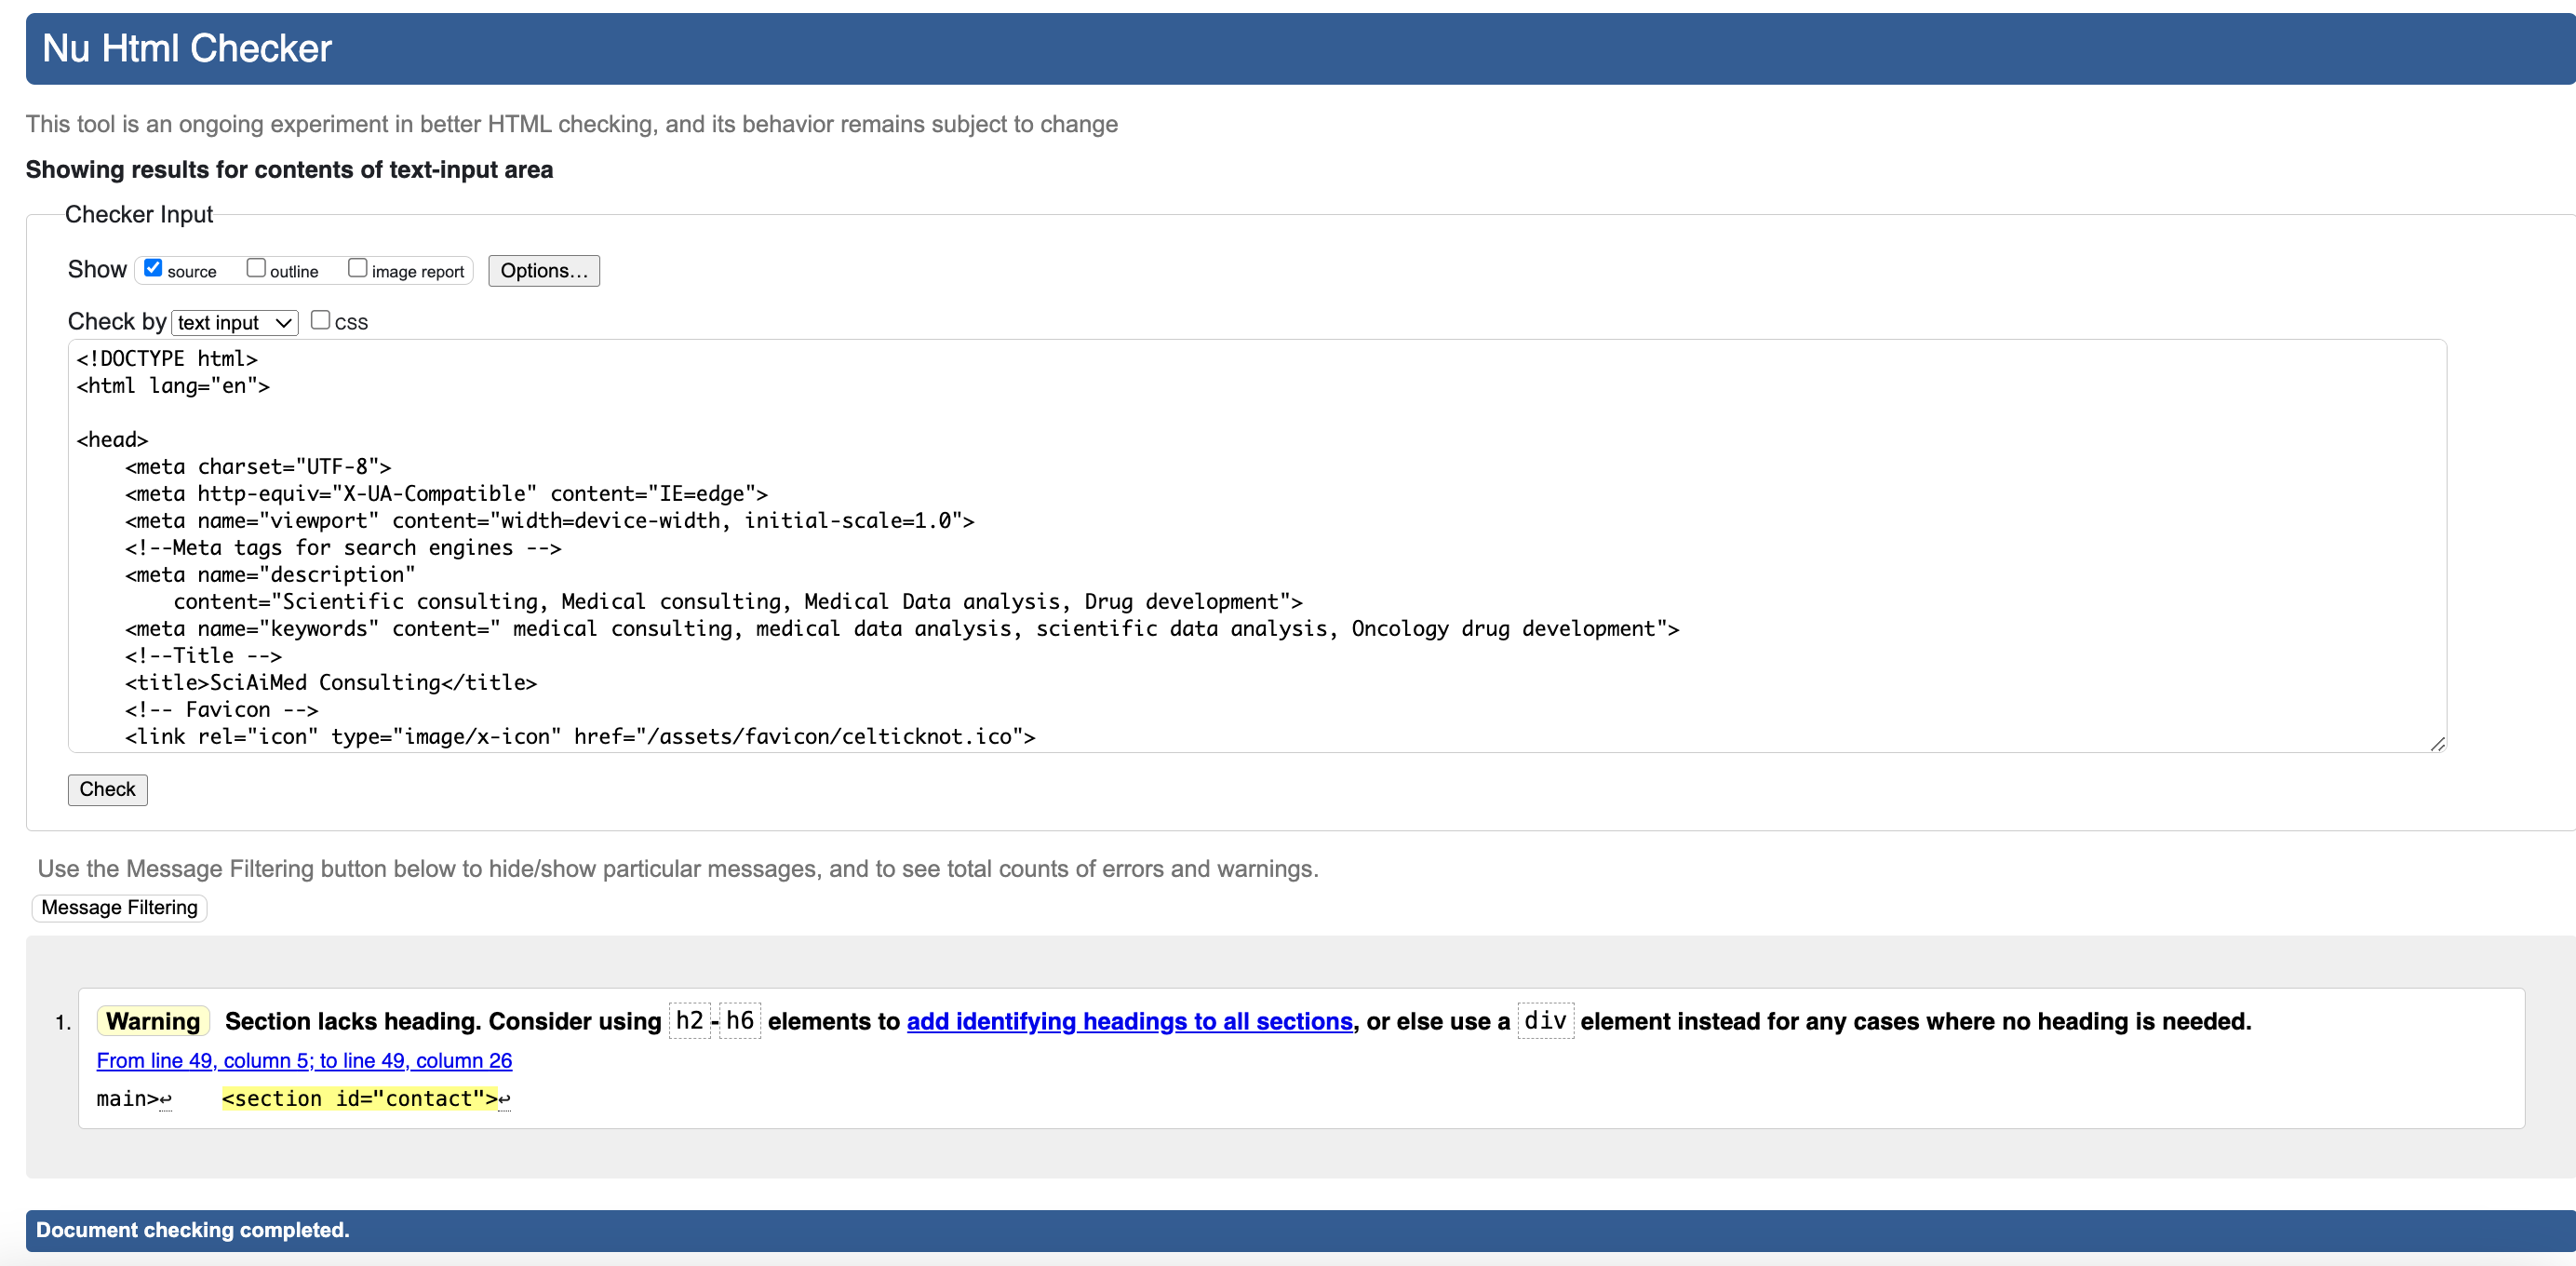 Nu Html Checker
This tool is an ongoing experiment in better HTML checking, and its behavior remains subject to change
Showing results for contents of text-input area
Checker Input
Show source outline image report Options...
Check by text input CSS
<!DOCTYPE html>
<html lang="en">
<head>
    <meta charset="UTF-8">
    <meta http-equiv="X-UA-Compatible" content="IE=edge">
    <meta name="viewport" content="width=device-width, initial-scale=1.0">
    <!--Meta tags for search engines -->
    <meta name="description"
        content="Scientific consulting, Medical consulting, Medical Data analysis, Drug development">
    <meta name="keywords" content=" medical consulting, medical data analysis, scientific data analysis, Oncology drug development">
    <!--Title -->
    <title>SciAiMed Consulting</title>
    <!-- Favicon -->
    <link rel="icon" type="image/x-icon" href="/assets/favicon/celticknot.ico">
Check
Use the Message Filtering button below to hide/show particular messages, and to see total counts of errors and warnings.
Message Filtering
1. Warning Section lacks heading. Consider using h2-h6 elements to add identifying headings to all sections, or else use a div element instead for any cases where no heading is needed.
From line 49, column 5; to line 49, column 26
main>↩    <section id="contact">↩
Document checking completed.